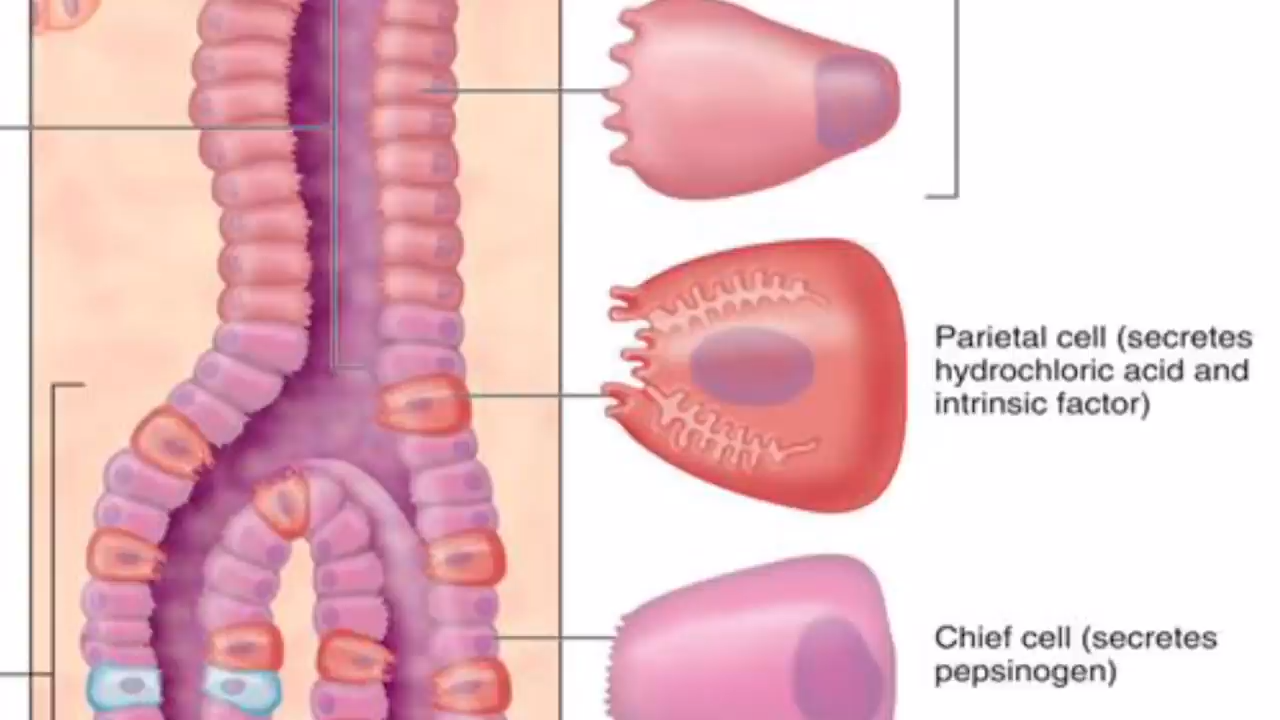 Parietal cell (secretes
hydrochloric acid and
intrinsic factor)
Chief cell (secretes
pepsinogen)